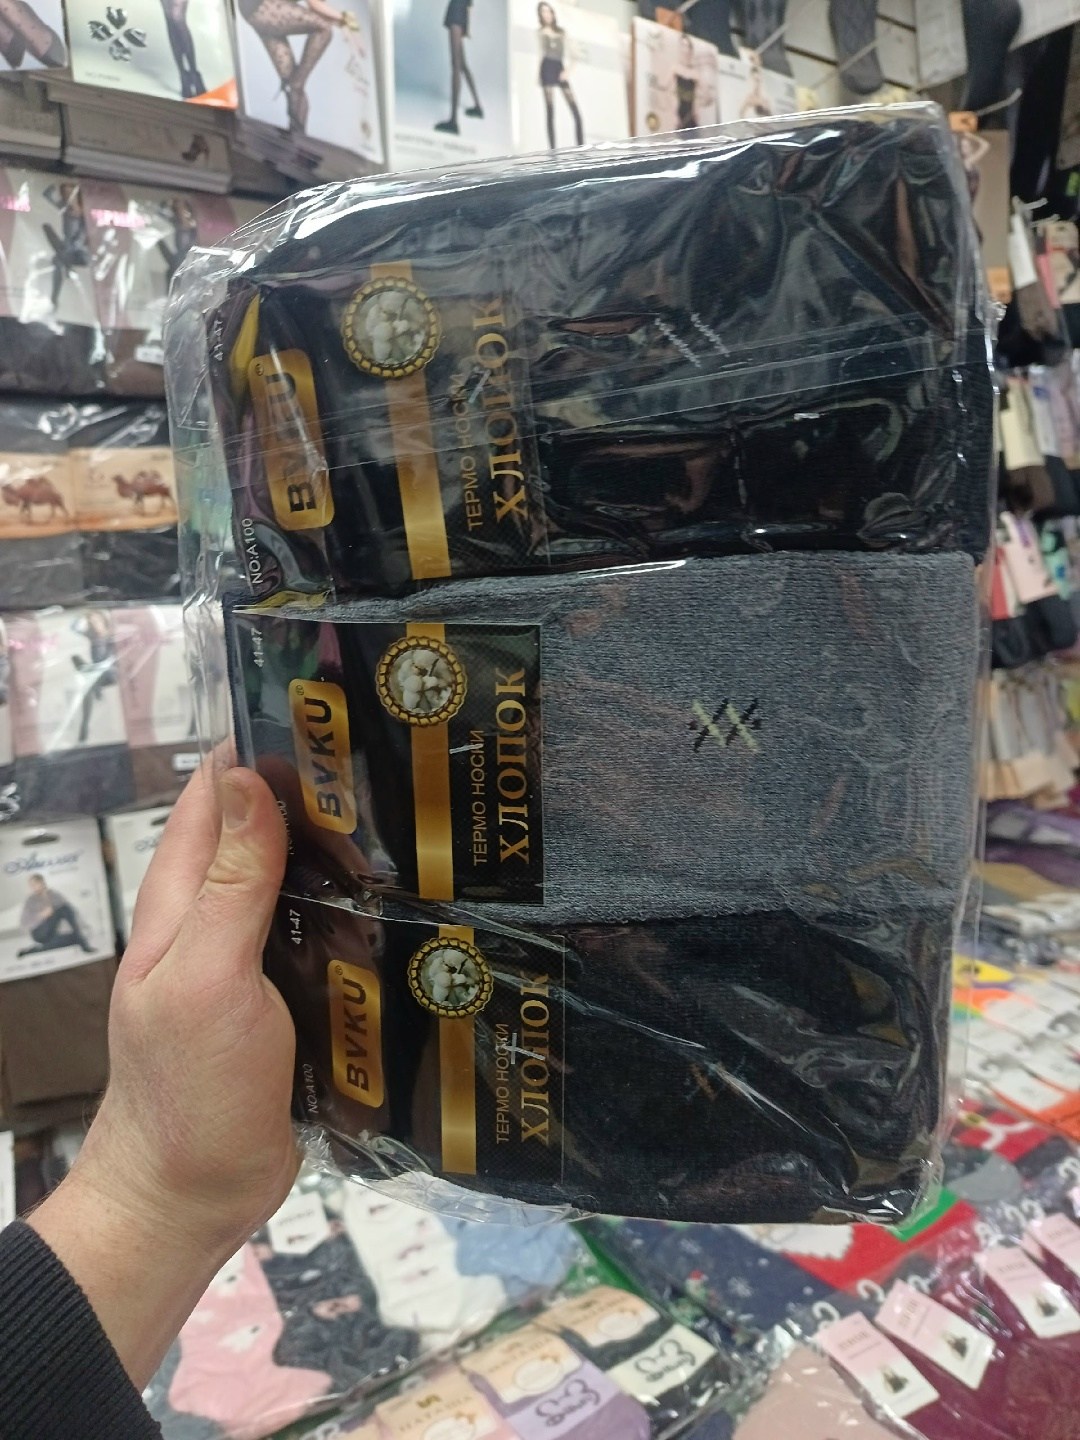 41-47
BVKU®
NO:A100
ТЕРМО НОСКИ
ХЛОПОК
41-47
BVKU®
ТЕРМО НОСКИ
ХЛОПОК
41-47
BVKU®
NO:A100
ТЕРМО НОСКИ
ХЛОПОК